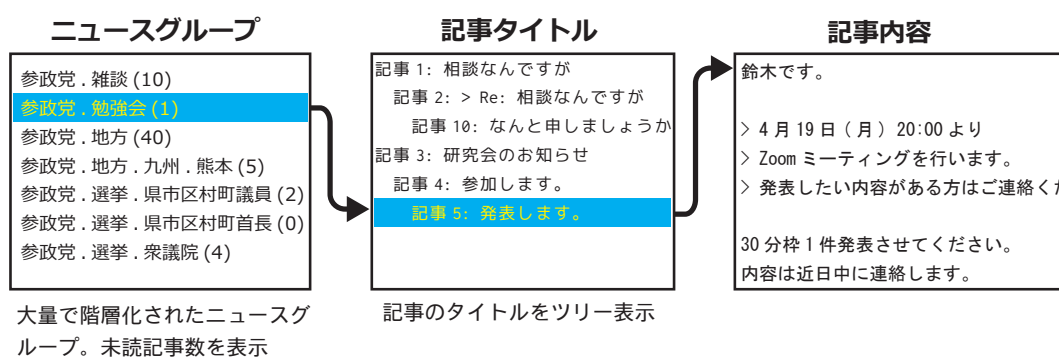 ニュースグループ
参政党 . 雑談 (10)
参政党 . 勉強会 (1)
参政党 . 地方 (40)
参政党 . 地方 . 九州 . 熊本 (5)
参政党 . 選挙 . 県市区村町議員 (2)
参政党 . 選挙 . 県市区村町首長 (0)
参政党 . 選挙 . 衆議院 (4)
大量で階層化されたニュースグ
ループ。未読記事数を表示
記事タイトル
記事 1: 相談なんですが
記事 2: > Re: 相談なんですが
記事 10: なんと申しましょうか
記事 3: 研究会のお知らせ
記事 4: 参加します。
記事 5: 発表します。
記事のタイトルをツリー表示
記事内容
鈴木です。
> 4 月 19 日 ( 月 ) 20:00 より
> Zoom ミーティングを行います。
> 発表したい内容がある方はご連絡くだ
30 分枠 1 件発表させてください。
内容は近日中に連絡します。